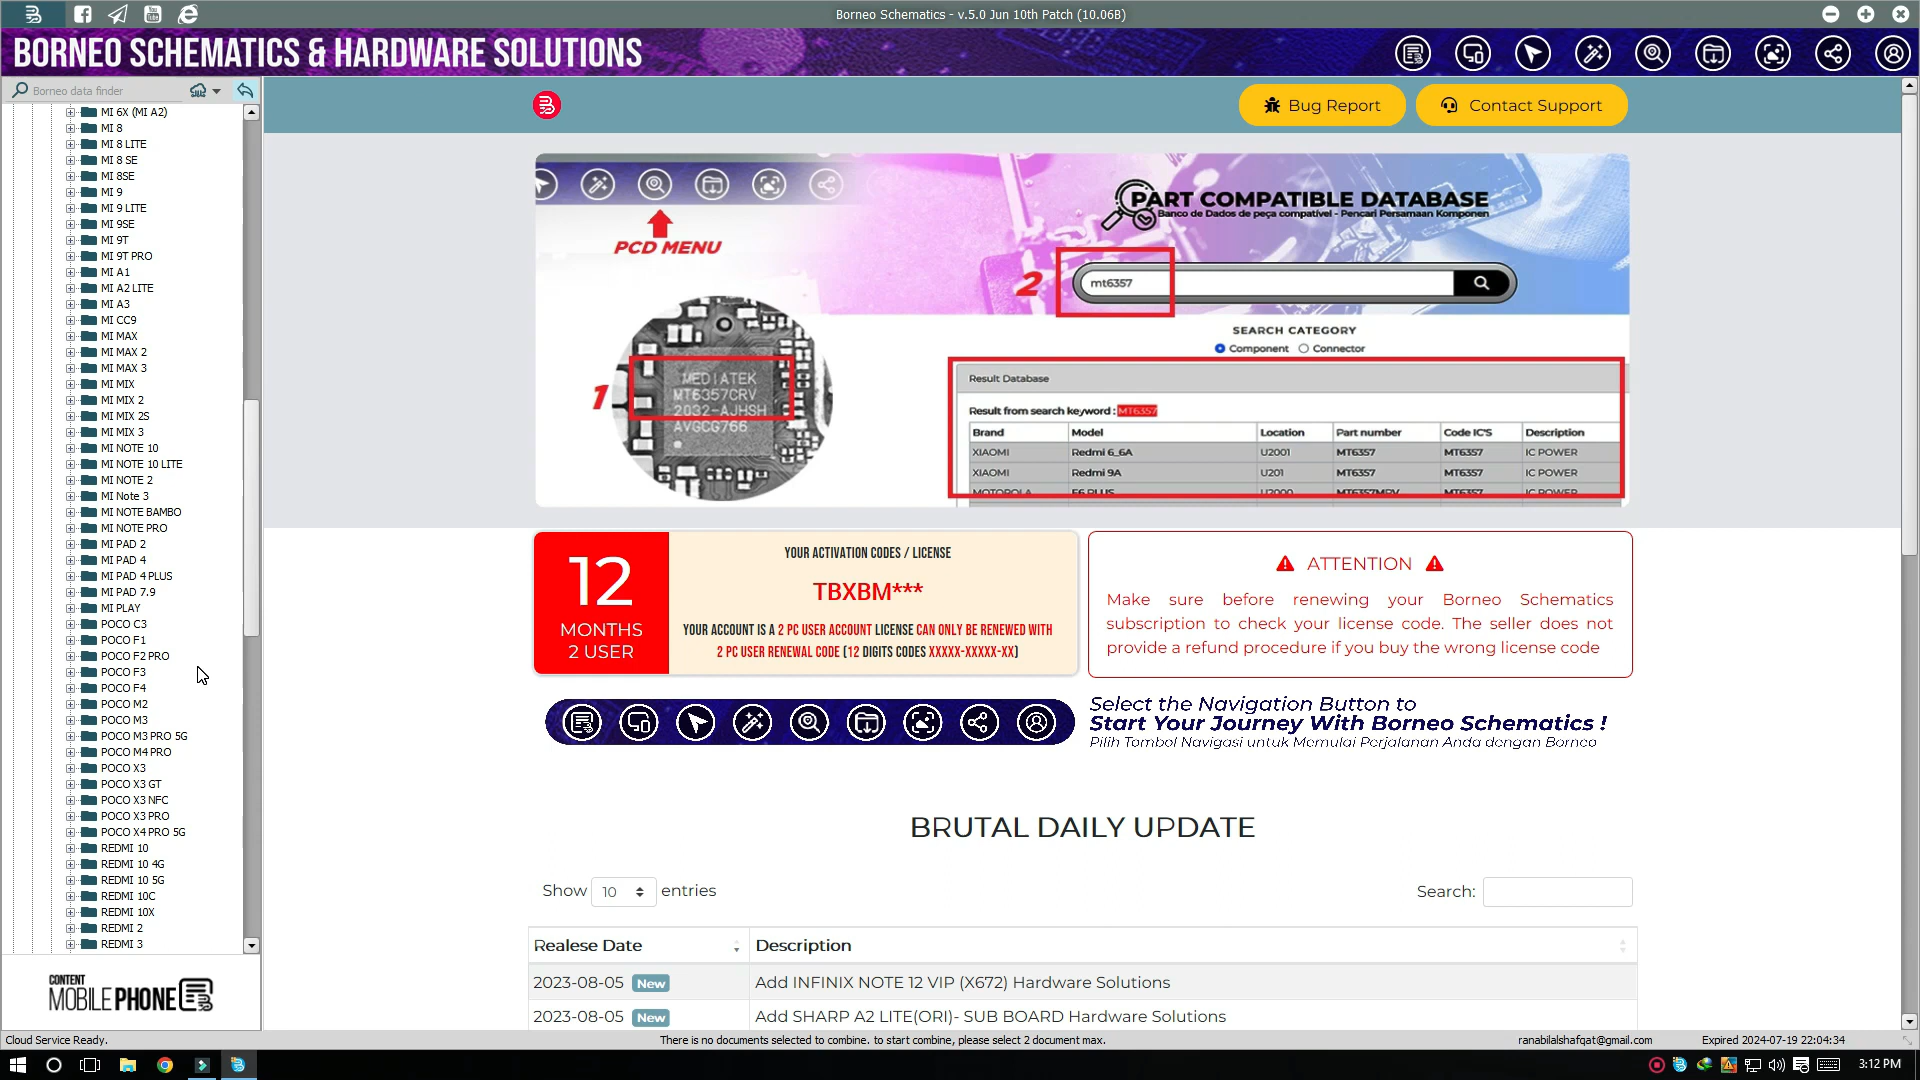 Borneo Schematics - v.5.0 Jun 10th Patch (10.06B)
BORNEO SCHEMATICS & HARDWARE SOLUTIONS
Borneo data finder
MI 6X (MI A2)
MI 8
MI 8 LITE
MI 8 SE
MI 8SE
MI 9
MI 9 LITE
MI 9SE
MI 9T
MI 9T PRO
MI A1
MI A2 LITE
MI A3
MI CC9
MI MAX
MI MAX 2
MI MAX 3
MI MIX
MI MIX 2
MI MIX 2S
MI MIX 3
MI NOTE 10
MI NOTE 10 LITE
MI NOTE 2
MI Note 3
MI NOTE BAMBO
MI NOTE PRO
MI PAD 2
MI PAD 4
MI PAD 4 PLUS
MI PAD 7.9
MI PLAY
POCO C3
POCO F1
POCO F2 PRO
POCO F3
POCO F4
POCO M2
POCO M3
POCO M3 PRO 5G
POCO M4 PRO
POCO X3
POCO X3 GT
POCO X3 NFC
POCO X3 PRO
POCO X4 PRO 5G
REDMI 10
REDMI 10 4G
REDMI 10 5G
REDMI 10C
REDMI 10X
REDMI 2
REDMI 3
CONTENT
MOBILEPHONE
Bug Report
Contact Support
PCD MENU
PART COMPATIBLE DATABASE
Banco de Dados de peça compatível - Pencari Persamaan Komponen
2
mt6357
SEARCH CATEGORY
Component Connector
1
MEDIATEK
MT6357CRV
2032-AJHSH
AVGCG766
Result Database
Result from search keyword : MT6357
Brand Model Location Part number Code IC'S Description
XIAOMI Redmi 6_6A U2001 MT6357 MT6357 IC POWER
XIAOMI Redmi 9A U201 MT6357 MT6357 IC POWER
MOTOROLA E6 PLUS U2000 MT6357MRV MT6357 IC POWER
12
MONTHS
2 USER
YOUR ACTIVATION CODES / LICENSE
TBXBM***
YOUR ACCOUNT IS A 2 PC USER ACCOUNT LICENSE CAN ONLY BE RENEWED WITH
2 PC USER RENEWAL CODE (12 DIGITS CODES XXXXX-XXXXX-XX)
ATTENTION
Make sure before renewing your Borneo Schematics
subscription to check your license code. The seller does not
provide a refund procedure if you buy the wrong license code
Select the Navigation Button to
Start Your Journey With Borneo Schematics !
Pilih Tombol Navigasi untuk Memulai Perjalanan Anda dengan Borneo
BRUTAL DAILY UPDATE
Show 10 entries
Search:
Realese Date Description
2023-08-05 New Add INFINIX NOTE 12 VIP (X672) Hardware Solutions
2023-08-05 New Add SHARP A2 LITE(ORI)- SUB BOARD Hardware Solutions
Cloud Service Ready.
There is no documents selected to combine. to start combine, please select 2 document max.
ranabilalshafqat@gmail.com
Expired 2024-07-19 22:04:34
3:12 PM